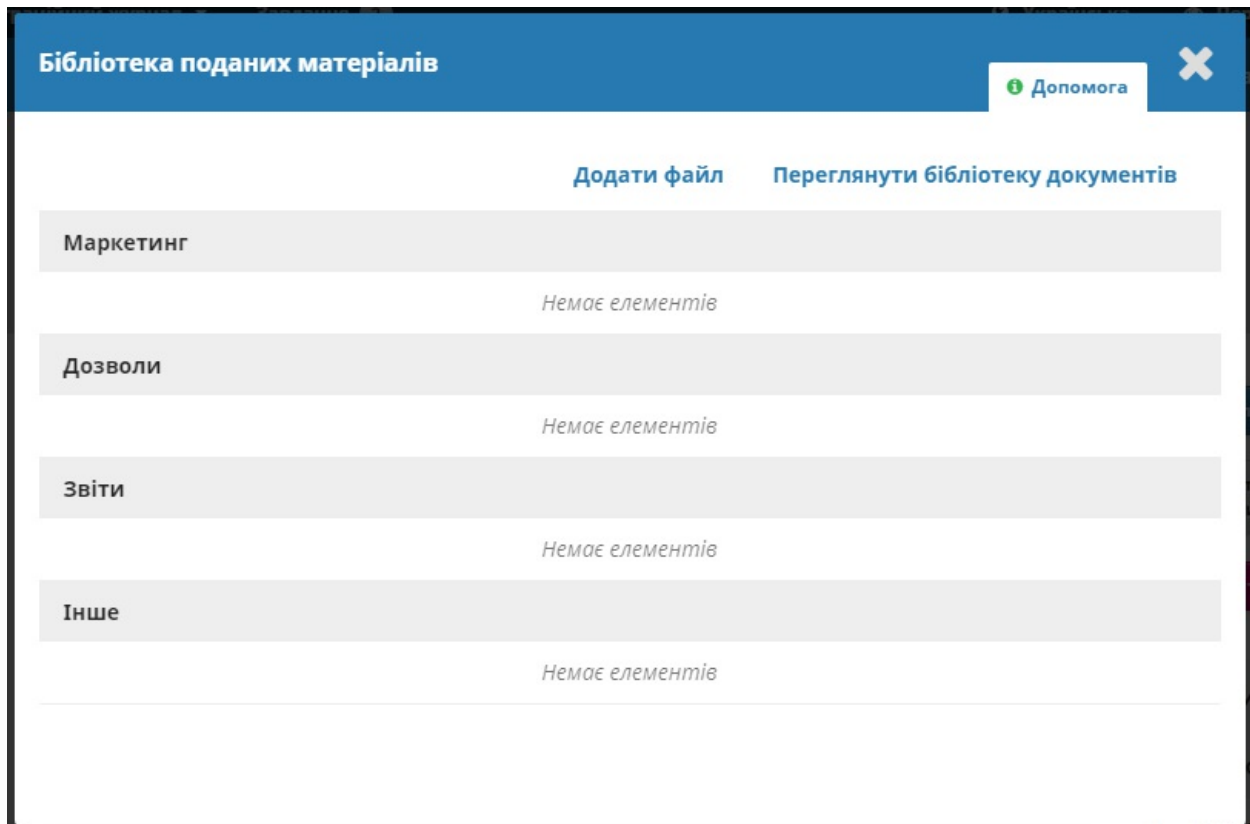 Бібліотека поданих матеріалів
Допомога
Додати файл Переглянути бібліотеку документів
Маркетинг
Немає елементів
Дозволи
Немає елементів
Звіти
Немає елементів
Інше
Немає елементів